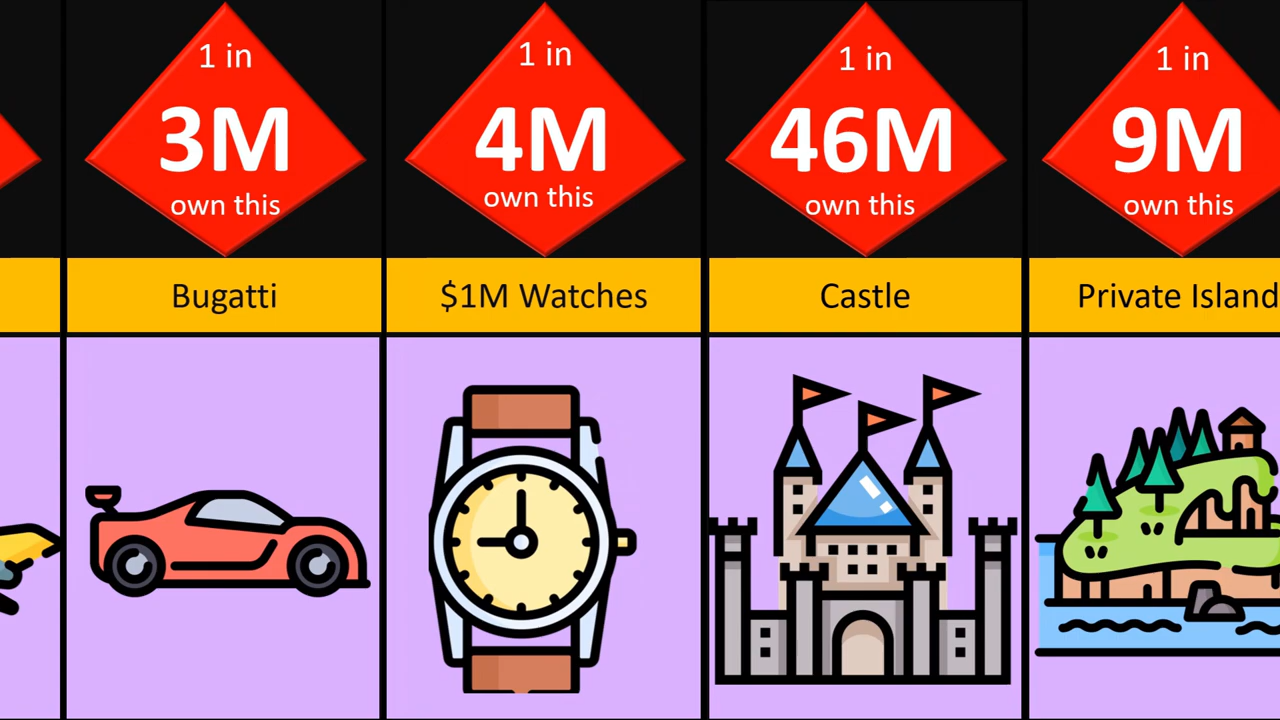 1 in
3M
own this
Bugatti
1 in
4M
own this
$1M Watches
1 in
46M
own this
Castle
1 in
9M
own this
Private Island